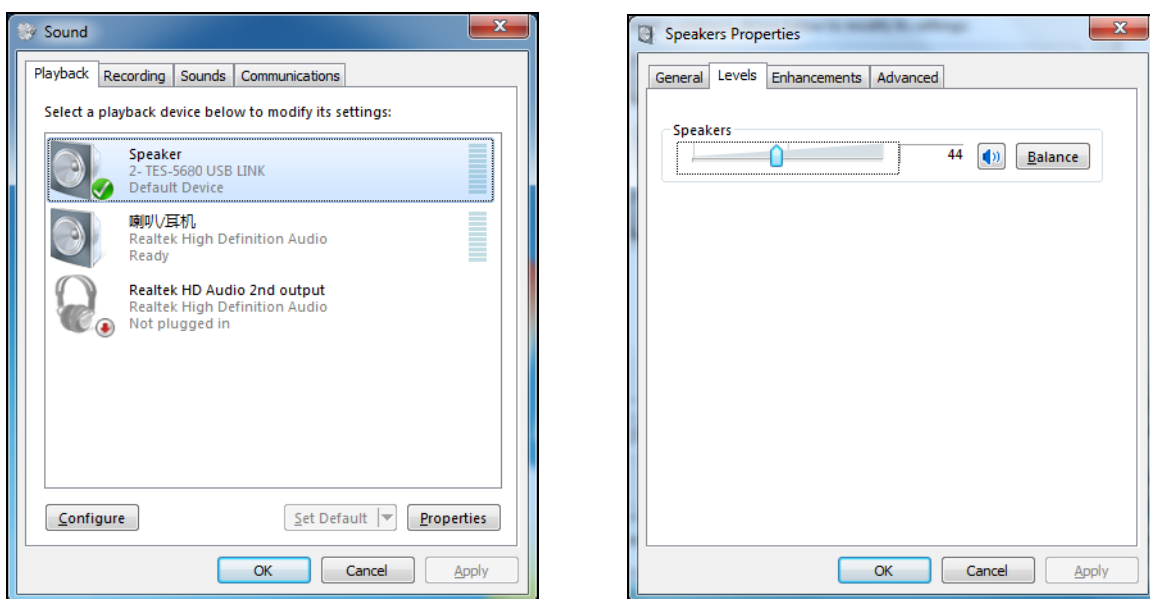 Sound
Playback Recording Sounds Communications
Select a playback device below to modify its settings:
Speaker
2- TES-5680 USB LINK
Default Device
喇叭/耳机
Realtek High Definition Audio
Ready
Realtek HD Audio 2nd output
Realtek High Definition Audio
Not plugged in
Configure Set Default Properties
OK Cancel Apply
Speakers Properties
General Levels Enhancements Advanced
Speakers
44 Balance
OK Cancel Apply